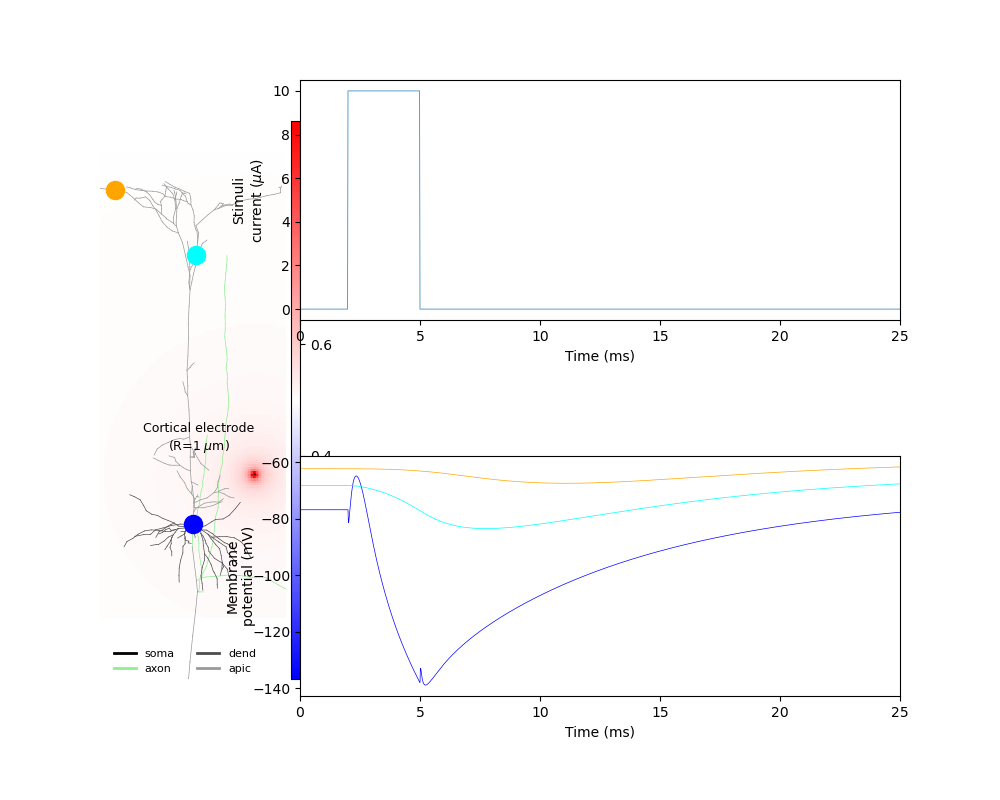 10
8
6
4
2
0
Stimuli
current (μA)
0 5 10 15 20 25
Time (ms)
0.6
0.4
Cortical electrode
(R=1 μm)
−60
−80
−100
−120
−140
Membrane
potential (mV)
0 5 10 15 20 25
Time (ms)
soma dend
axon apic